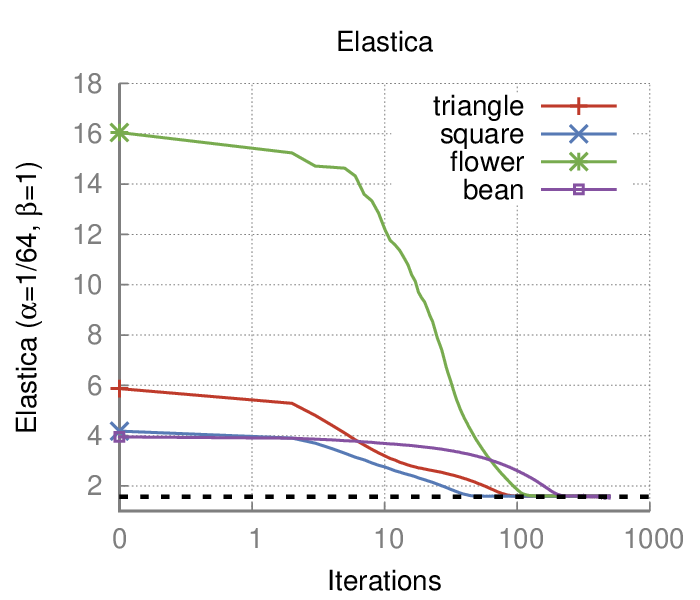 Elastica
18
16
14
12
10
8
6
4
2
Elastica (α=1/64, β=1)
triangle
square
flower
bean
0 1 10 100 1000
Iterations